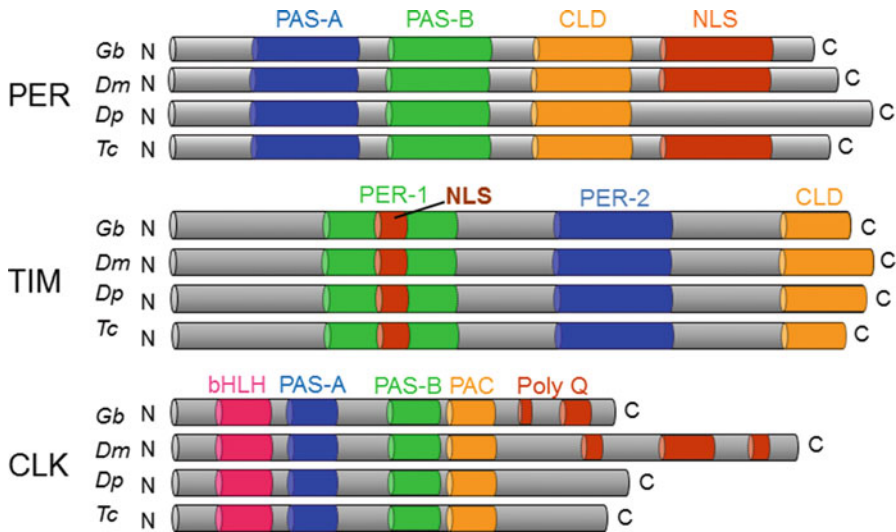 PAS-A PAS-B CLD NLS
Gb N C
PER
Dm N C
Dp N C
Tc N C
PER-1 NLS PER-2 CLD
Gb N C
Dm N C
TIM
Dp N C
Tc N C
bHLH PAS-A PAS-B PAC Poly Q
Gb N C
Dm N C
CLK
Dp N C
Tc N C